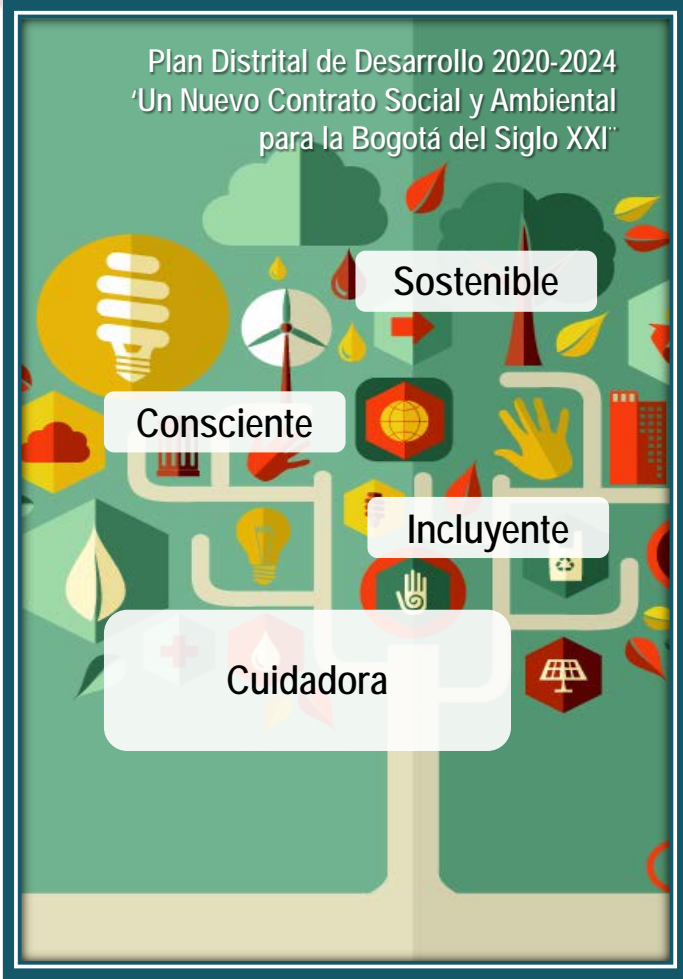 Plan Distrital de Desarrollo 2020-2024
‘Un Nuevo Contrato Social y Ambiental
para la Bogotá del Siglo XXI¨
Sostenible
Consciente
Incluyente
Cuidadora